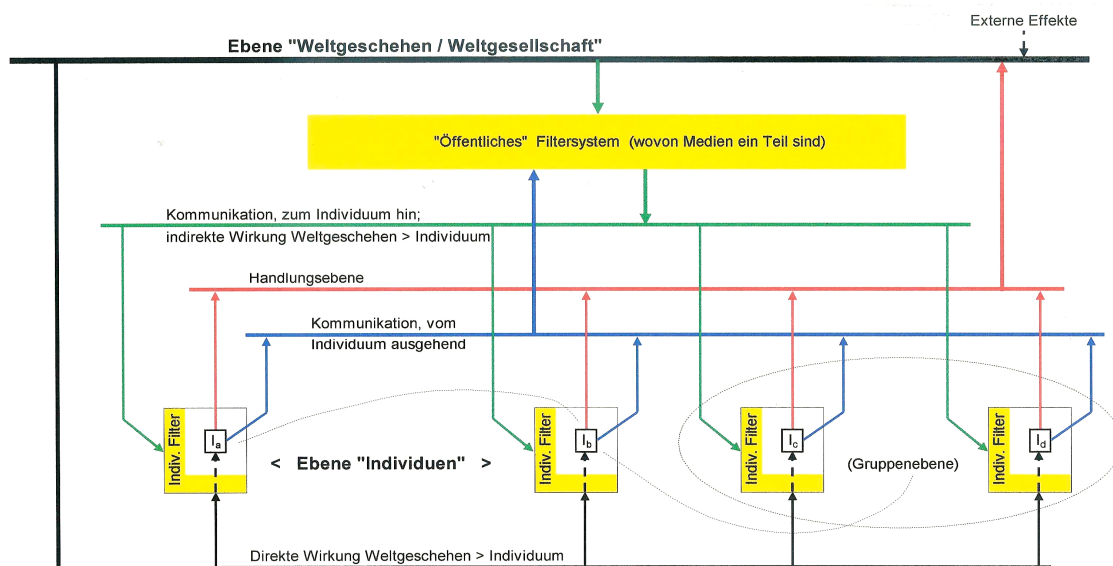 Externe Effekte
Ebene "Weltgeschehen / Weltgesellschaft"
"Öffentliches" Filtersystem (wovon Medien ein Teil sind)
Kommunikation, zum Individuum hin;
indirekte Wirkung Weltgeschehen > Individuum
Handlungsebene
Kommunikation, vom
Individuum ausgehend
Indiv. Filter
Ia
< Ebene "Individuen" >
Indiv. Filter
Ib
Indiv. Filter
Ic
(Gruppenebene)
Indiv. Filter
Id
Direkte Wirkung Weltgeschehen > Individuum